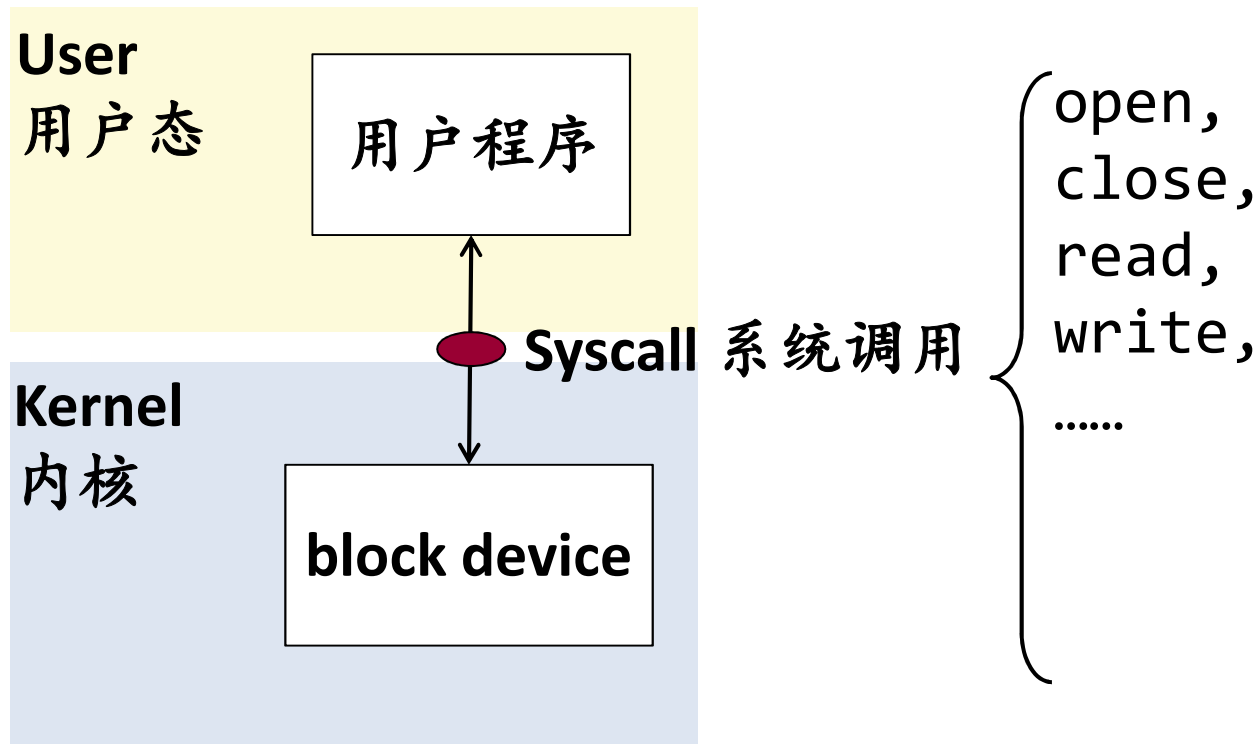 User
用户态
用户程序
Syscall 系统调用
Kernel
内核
block device
open,
close,
read,
write,
……